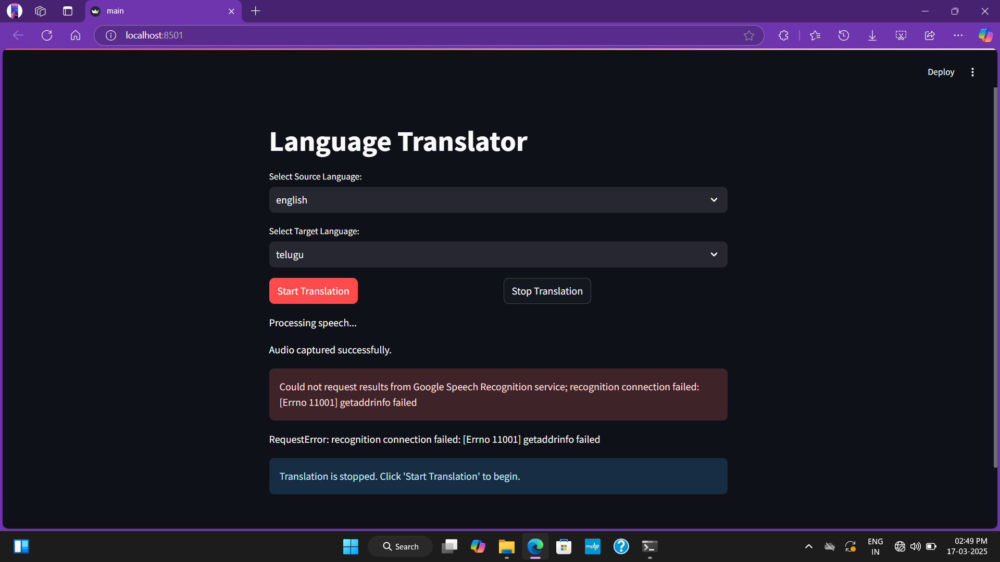 main
localhost:8501
Deploy
Language Translator
Select Source Language:
english
Select Target Language:
telugu
Start Translation
Stop Translation
Processing speech...
Audio captured successfully.
Could not request results from Google Speech Recognition service; recognition connection failed:
[Errno 11001] getaddrinfo failed
RequestError: recognition connection failed: [Errno 11001] getaddrinfo failed
Translation is stopped. Click 'Start Translation' to begin.
Search
myhp
ENG
IN
02:49 PM
17-03-2025